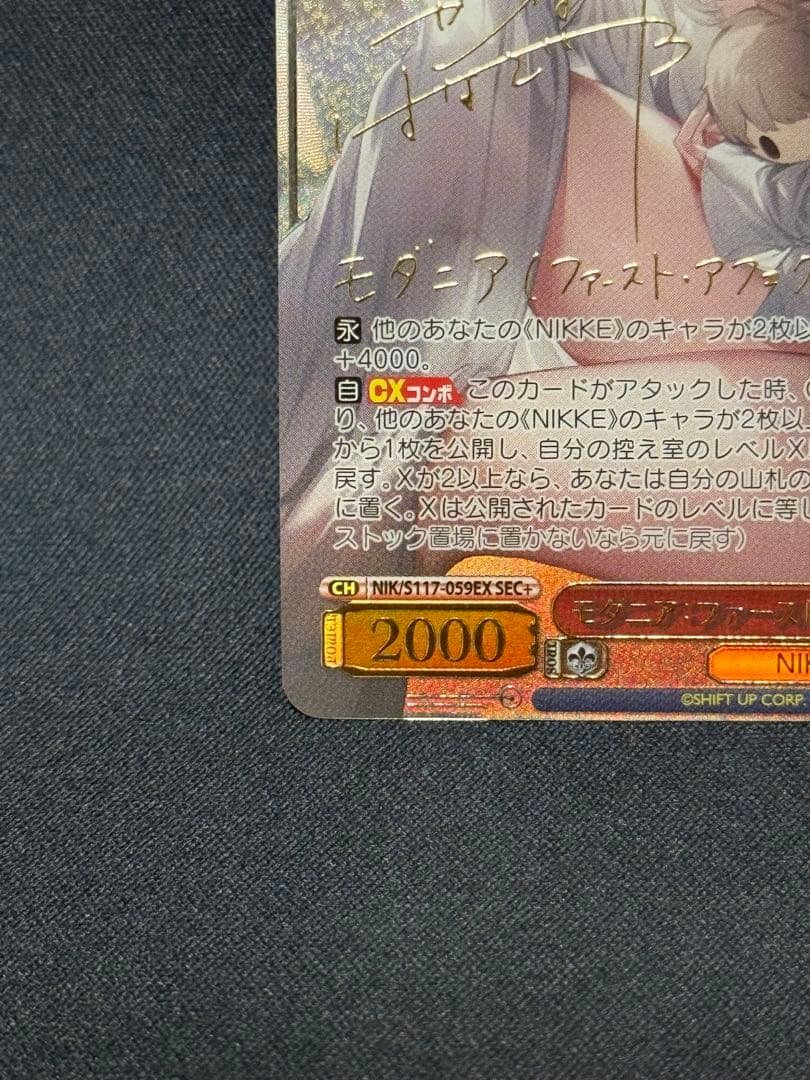 モダニア(ファースト・アフェク
永 他のあなたの《NIKKE》のキャラが2枚以
+4000。
自 CXコンボ このカードがアタックした時、
り、他のあなたの《NIKKE》のキャラが2枚以
から1枚を公開し、自分の控え室のレベルX
戻す。Xが2以上なら、あなたは自分の山札の
に置く。Xは公開されたカードのレベルに等し
ストック置場に置かないなら元に戻す)
CH NIK/S117-059EX SEC+
モダニア・ファース
POWER 2000
NIK
©SHIFT UP CORP